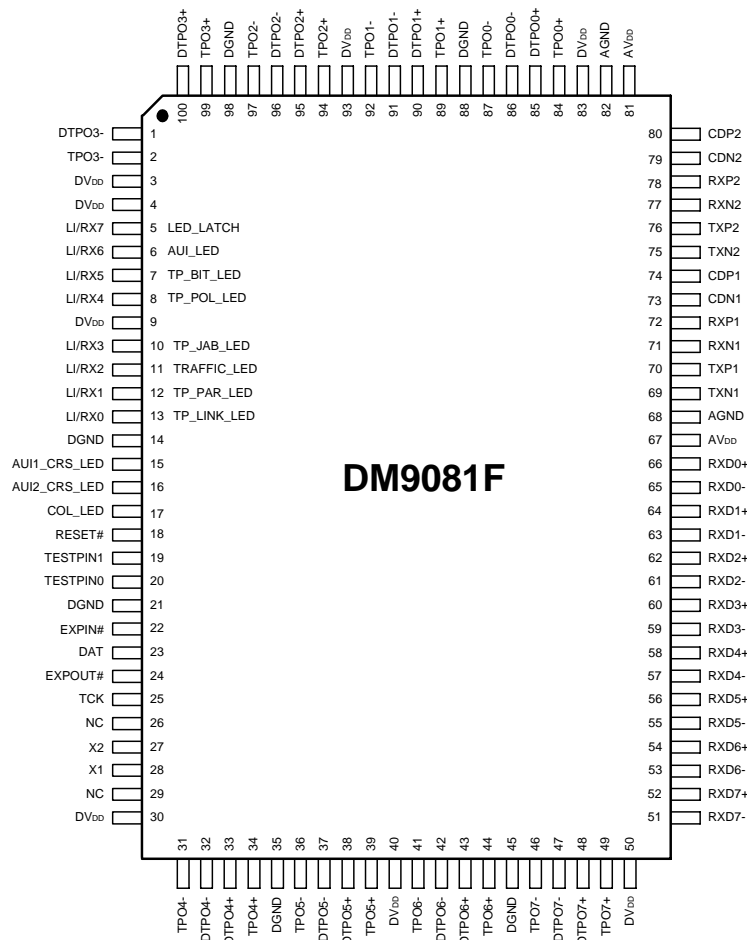 DTPO3+ TPO3+ DGND TPO2- DTPO2- DTPO2+ TPO2+ DVDD TPO1- DTPO1- DTPO1+ TPO1+ DGND TPO0- DTPO0- DTPO0+ TPO0+ DVDD AGND AVDD
100 99 98 97 96 95 94 93 92 91 90 89 88 87 86 85 84 83 82 81
DTPO3- 1 80 CDP2
TPO3- 2 79 CDN2
DVDD 3 78 RXP2
DVDD 4 77 RXN2
LI/RX7 5 LED_LATCH 76 TXP2
LI/RX6 6 AUI_LED 75 TXN2
LI/RX5 7 TP_BIT_LED 74 CDP1
LI/RX4 8 TP_POL_LED 73 CDN1
DVDD 9 72 RXP1
LI/RX3 10 TP_JAB_LED 71 RXN1
LI/RX2 11 TRAFFIC_LED 70 TXP1
LI/RX1 12 TP_PAR_LED 69 TXN1
LI/RX0 13 TP_LINK_LED 68 AGND
DGND 14 67 AVDD
AUI1_CRS_LED 15 66 RXD0+
AUI2_CRS_LED 16 DM9081F 65 RXD0-
COL_LED 17 64 RXD1+
RESET# 18 63 RXD1-
TESTPIN1 19 62 RXD2+
TESTPIN0 20 61 RXD2-
DGND 21 60 RXD3+
EXPIN# 22 59 RXD3-
DAT 23 58 RXD4+
EXPOUT# 24 57 RXD4-
TCK 25 56 RXD5+
NC 26 55 RXD5-
X2 27 54 RXD6+
X1 28 53 RXD6-
NC 29 52 RXD7+
DVDD 30 51 RXD7-
31 32 33 34 35 36 37 38 39 40 41 42 43 44 45 46 47 48 49 50
TPO4- DTPO4- DTPO4+ TPO4+ DGND TPO5- DTPO5- DTPO5+ TPO5+ DVDD TPO6- DTPO6- DTPO6+ TPO6+ DGND TPO7- DTPO7- DTPO7+ TPO7+ DVDD